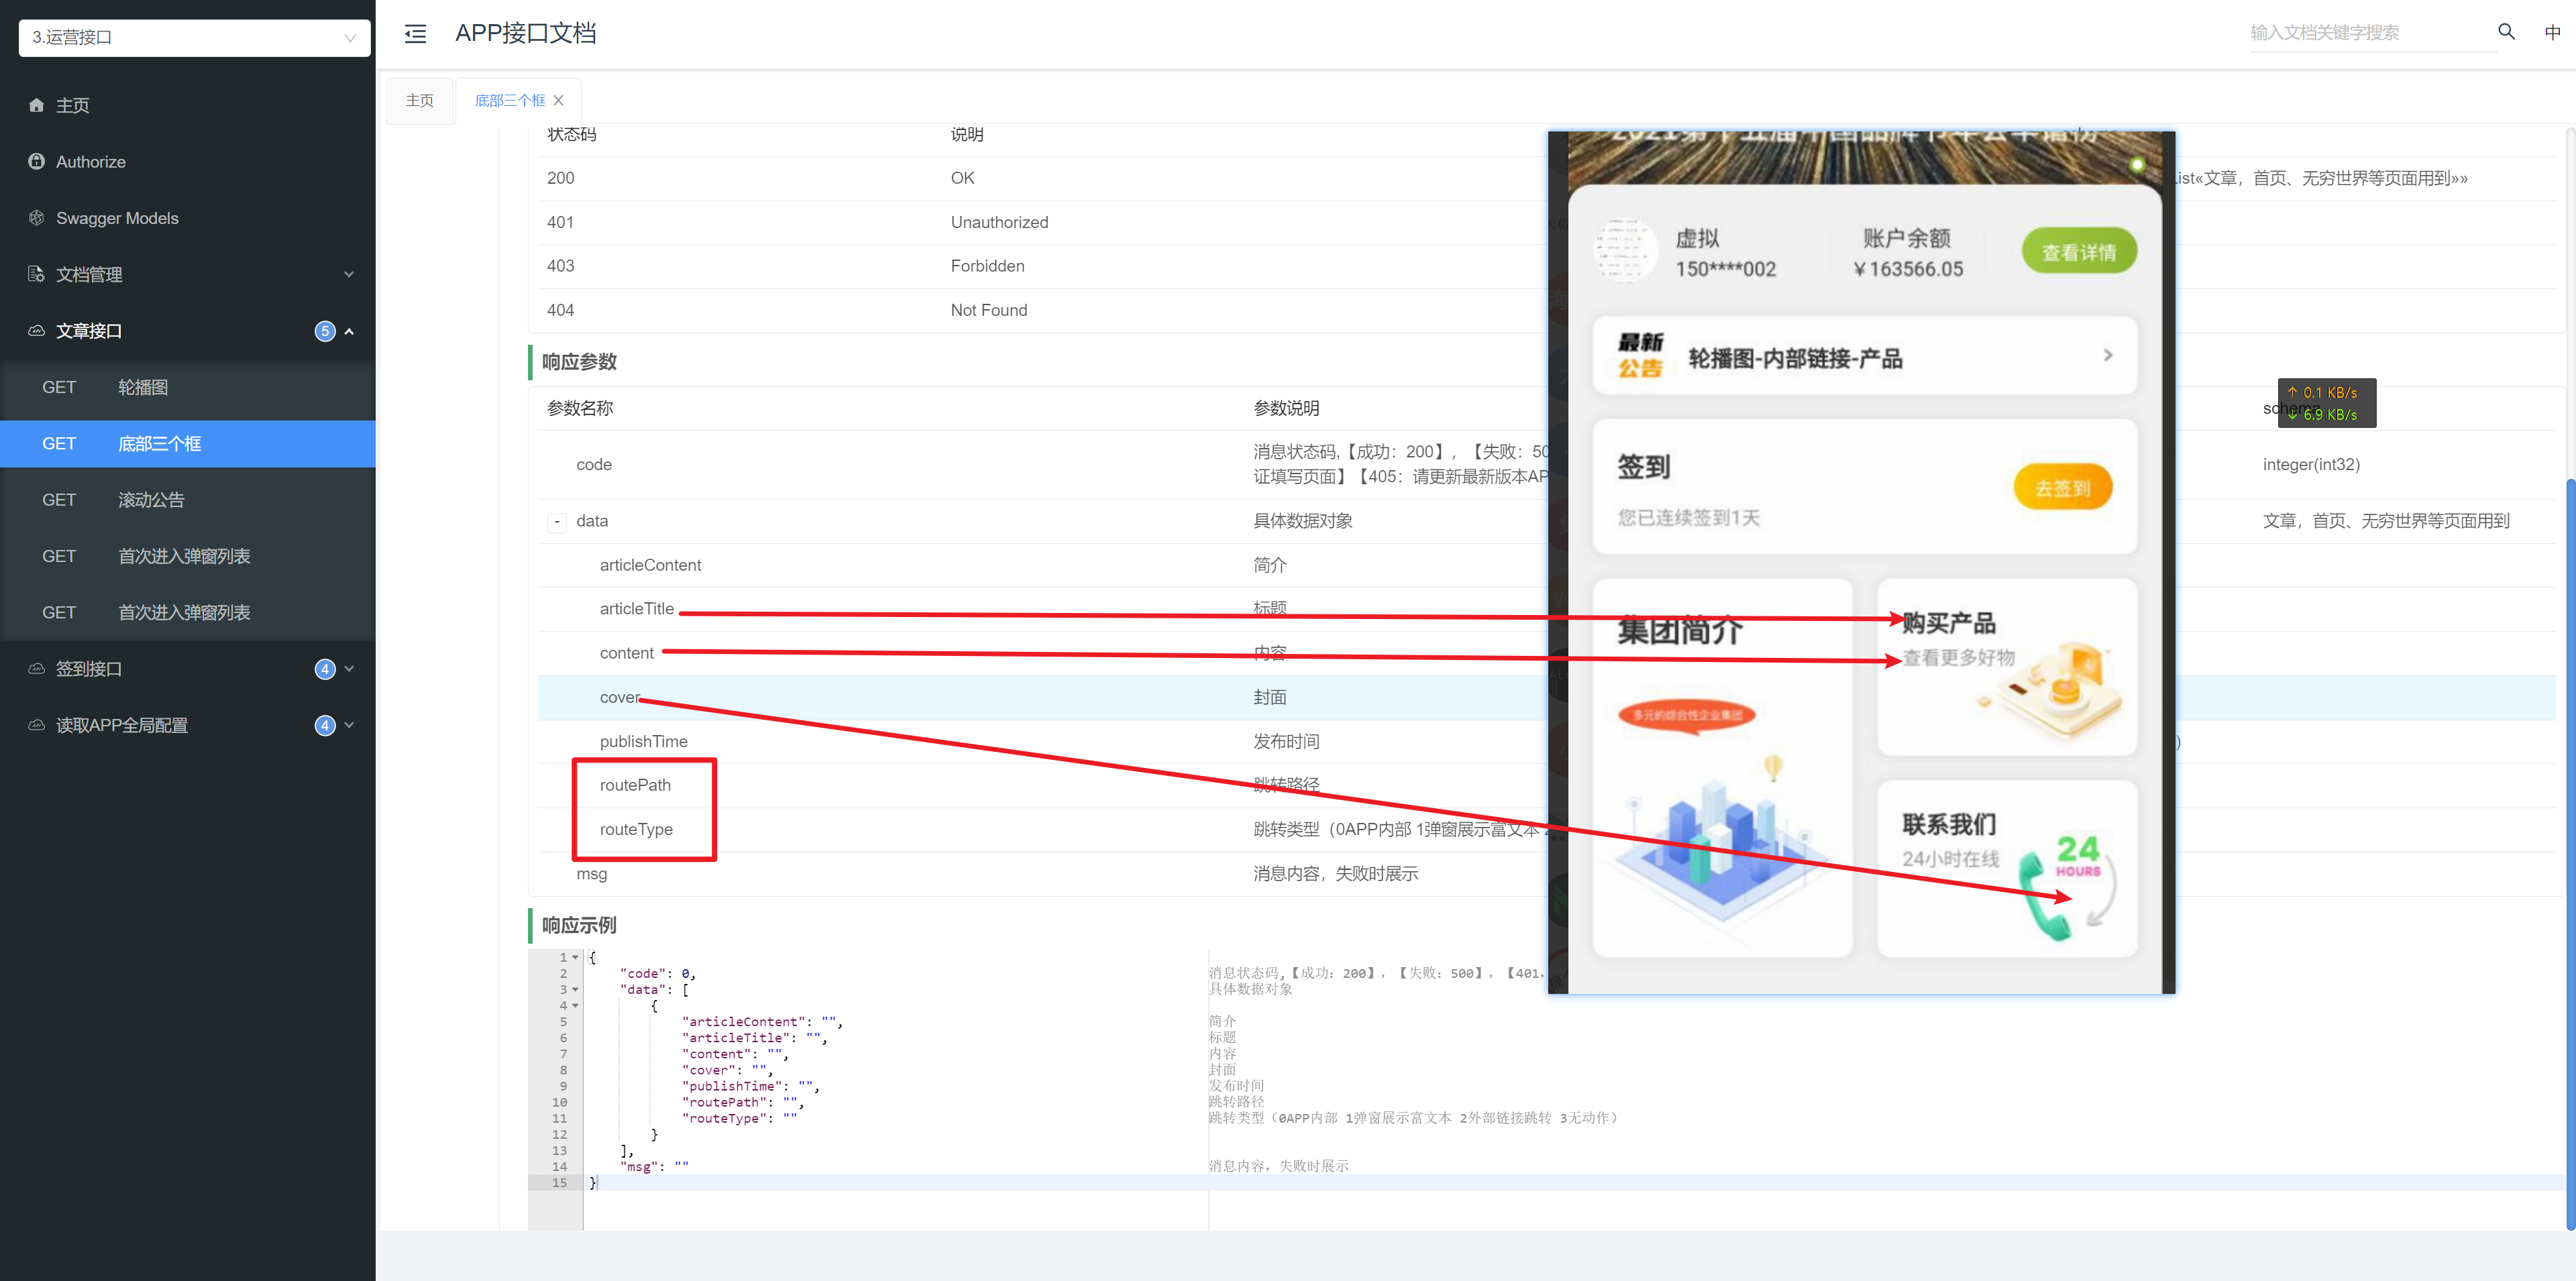 3.运营接口
APP接口文档
输入文档关键字搜索
中
主页
Authorize
Swagger Models
文档管理
文章接口
5
GET 轮播图
GET 底部三个框
GET 滚动公告
GET 首次进入弹窗列表
GET 首次进入弹窗列表
签到接口
4
读取APP全局配置
4
主页
底部三个框
状态码 说明
200 OK
ist«文章，首页、无穷世界等页面用到»»
401 Unauthorized
403 Forbidden
404 Not Found
响应参数
参数名称 参数说明
code 消息状态码,【成功：200】,【失败：50
证填写页面】【405：请更新最新版本AP
integer(int32)
- data 具体数据对象 文章，首页、无穷世界等页面用到
articleContent 简介
articleTitle 标题
content 内容
cover 封面
publishTime 发布时间
)
routePath 跳转路径
routeType 跳转类型（0APP内部 1弹窗展示富文本
msg 消息内容，失败时展示
↑ 0.1 KB/s
↓ 6.9 KB/s
虚拟
150****002
账户余额
￥163566.05
查看详情
最新
公告
轮播图-内部链接-产品
签到
您已连续签到1天
去签到
集团简介
多元的综合性企业集团
购买产品
查看更多好物
联系我们
24小时在线
24
HOURS
响应示例
1 {
2 "code": 0, 消息状态码,【成功：200】,【失败：500】,【401,
3 "data": [ 具体数据对象
4 {
5 "articleContent": "", 简介
6 "articleTitle": "", 标题
7 "content": "", 内容
8 "cover": "", 封面
9 "publishTime": "", 发布时间
10 "routePath": "", 跳转路径
11 "routeType": "" 跳转类型（0APP内部 1弹窗展示富文本 2外部链接跳转 3无动作）
12 }
13 ],
14 "msg": "" 消息内容，失败时展示
15 }